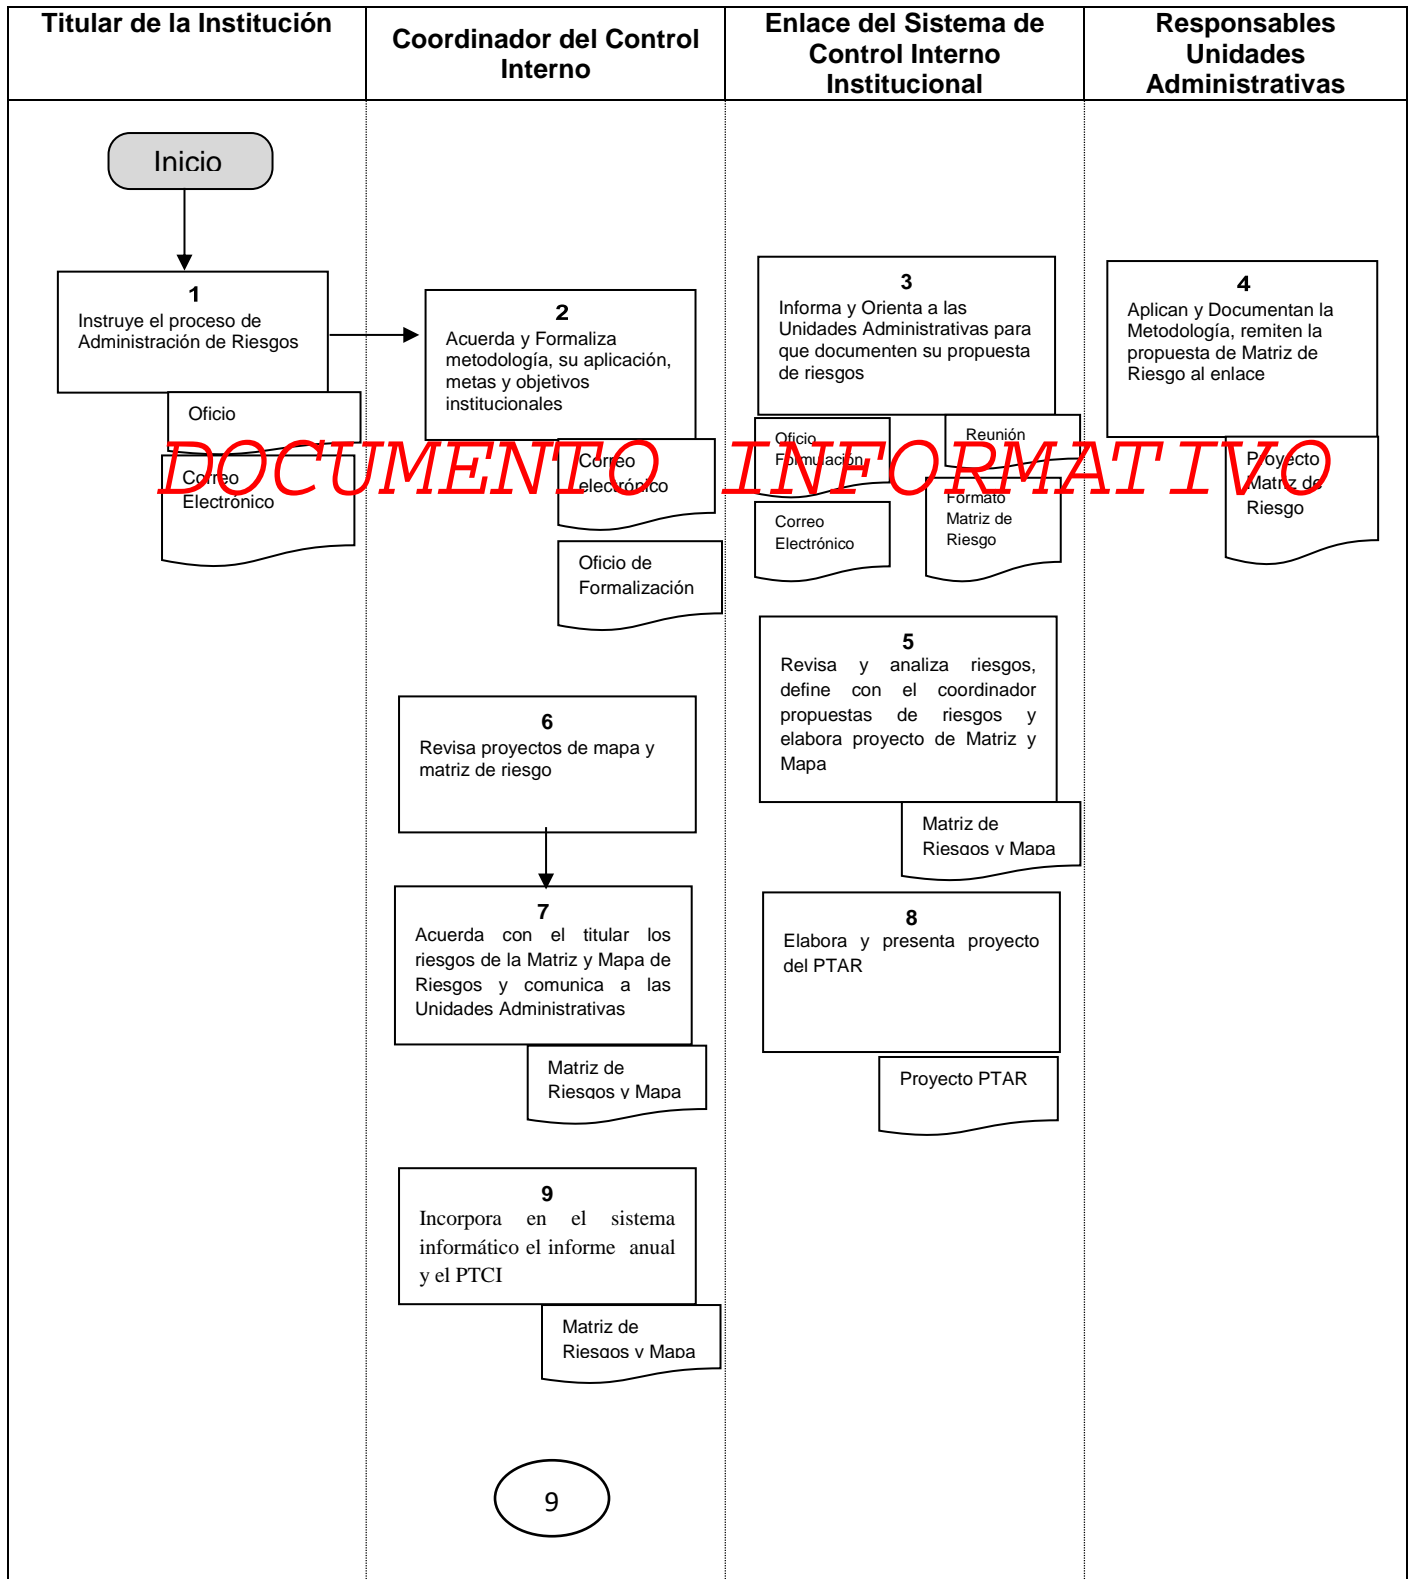 Titular de la Institución
Coordinador del Control
Interno
Enlace del Sistema de
Control Interno
Institucional
Responsables
Unidades
Administrativas
Inicio
1
Instruye el proceso de
Administración de Riesgos
Oficio
Correo
Electrónico
2
Acuerda y Formaliza
metodología, su aplicación,
metas y objetivos
institucionales
Correo
electrónico
Oficio de
Formalización
3
Informa y Orienta a las
Unidades Administrativas para
que documenten su propuesta
de riesgos
Oficio
Formulación
Reunión
Correo
Electrónico
Formato
Matriz de
Riesgo
4
Aplican y Documentan la
Metodología, remiten la
propuesta de Matriz de
Riesgo al enlace
Proyecto
Matriz de
Riesgo
DOCUMENTO INFORMATIVO
5
Revisa y analiza riesgos,
define con el coordinador
propuestas de riesgos y
elabora proyecto de Matriz y
Mapa
Matriz de
Riesgos y Mapa
6
Revisa proyectos de mapa y
matriz de riesgo
7
Acuerda con el titular los
riesgos de la Matriz y Mapa de
Riesgos y comunica a las
Unidades Administrativas
Matriz de
Riesgos y Mapa
8
Elabora y presenta proyecto
del PTAR
Proyecto PTAR
9
Incorpora en el sistema
informático el informe anual
y el PTCI
Matriz de
Riesgos y Mapa
9